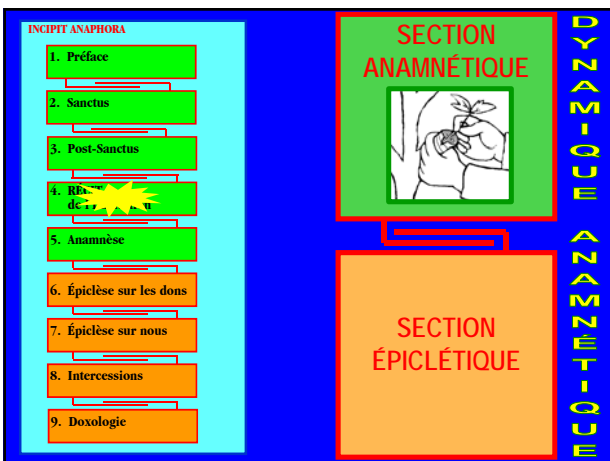 INCIPIT ANAPHORA
1. Préface
2. Sanctus
3. Post-Sanctus
4.
de l'
5. Anamnèse
6. Épiclèse sur les dons
7. Épiclèse sur nous
8. Intercessions
9. Doxologie
SECTION
ANAMNÉTIQUE
SECTION
ÉPICLÉTIQUE
DYNAMIQUE ANAMNÉTIQUE